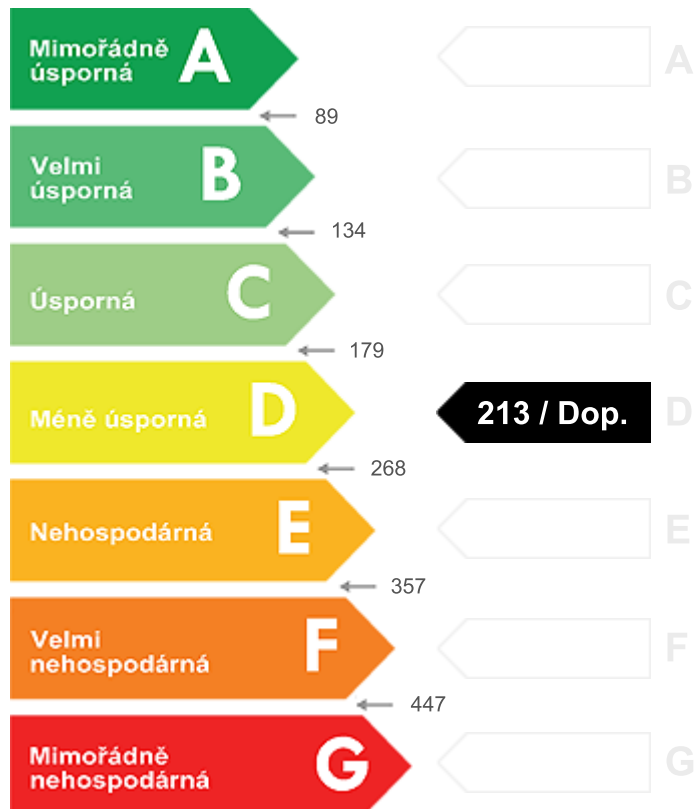 Mimořádně
úsporná
A
A
89
Velmi
úsporná
B
B
134
Úsporná
C
C
179
Méně úsporná
D
213 / Dop.
D
268
Nehospodárná
E
E
357
Velmi
nehospodárná
F
F
447
Mimořádně
nehospodárná
G
G